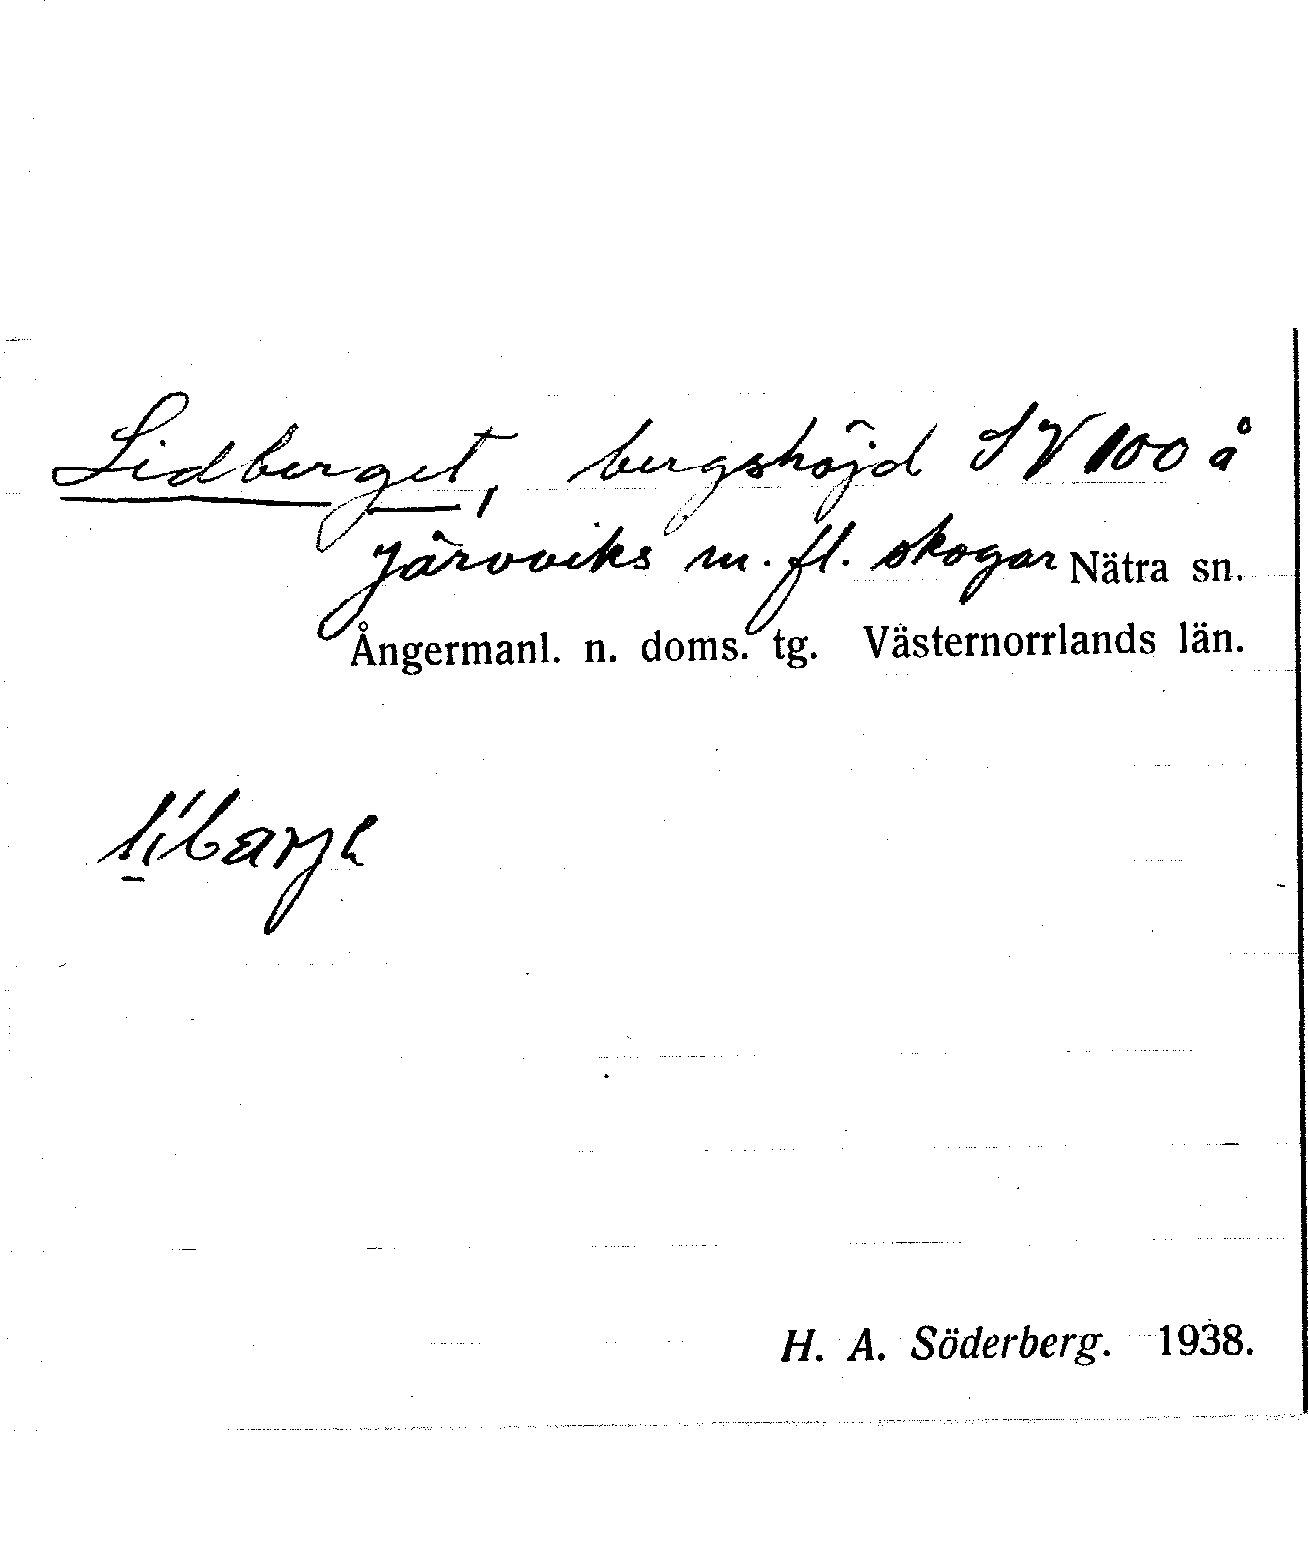 Lidberget, bergshöjd SV 100 å
Järvviks m. fl. skogar Nätra sn.
Ångermanl. n. doms. tg. Västernorrlands län.
H. A. Söderberg. 1938.